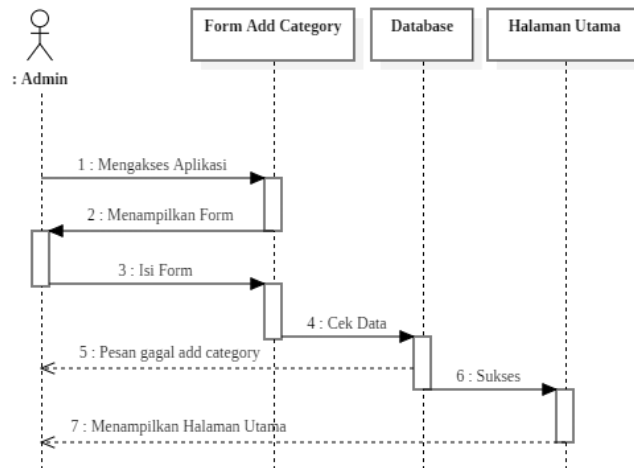 Form Add Category
Database
Halaman Utama
: Admin
1 : Mengakses Aplikasi
2 : Menampilkan Form
3 : Isi Form
4 : Cek Data
5 : Pesan gagal add category
6 : Sukses
7 : Menampilkan Halaman Utama